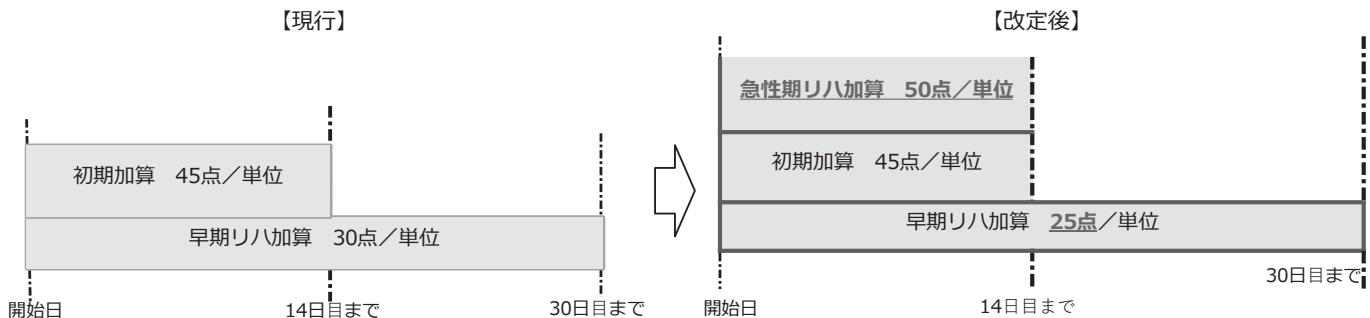 【現行】
初期加算　45点／単位
早期リハ加算　30点／単位
開始日
14日目まで
30日目まで
【改定後】
急性期リハ加算　50点／単位
初期加算　45点／単位
早期リハ加算　25点／単位
開始日
14日目まで
30日目まで